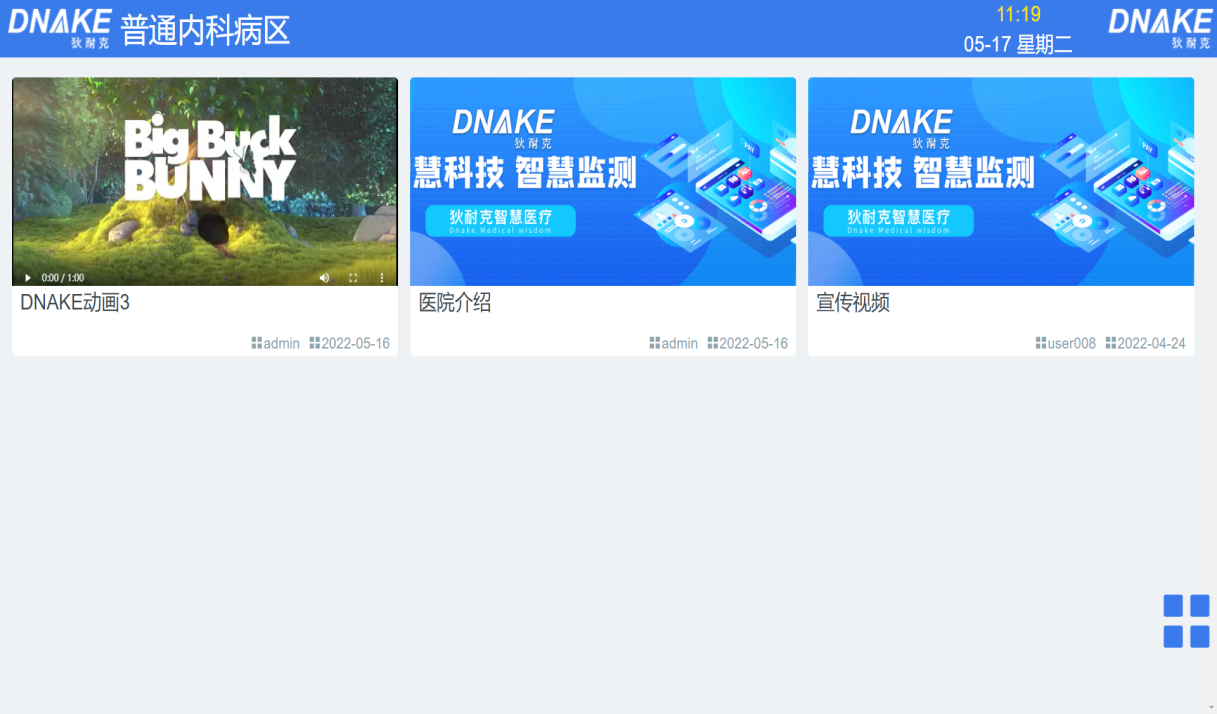 DNAKE
狄耐克
普通内科病区
11:19
05-17 星期二
DNAKE
狄耐克
Big Buck
BUNNY
0:00 / 1:00
DNAKE动画3
admin 2022-05-16
DNAKE
狄耐克
慧科技 智慧监测
狄耐克智慧医疗
Dnake Medical wisdom
PAY
医院介绍
admin 2022-05-16
DNAKE
狄耐克
慧科技 智慧监测
狄耐克智慧医疗
Dnake Medical wisdom
PAY
宣传视频
user008 2022-04-24